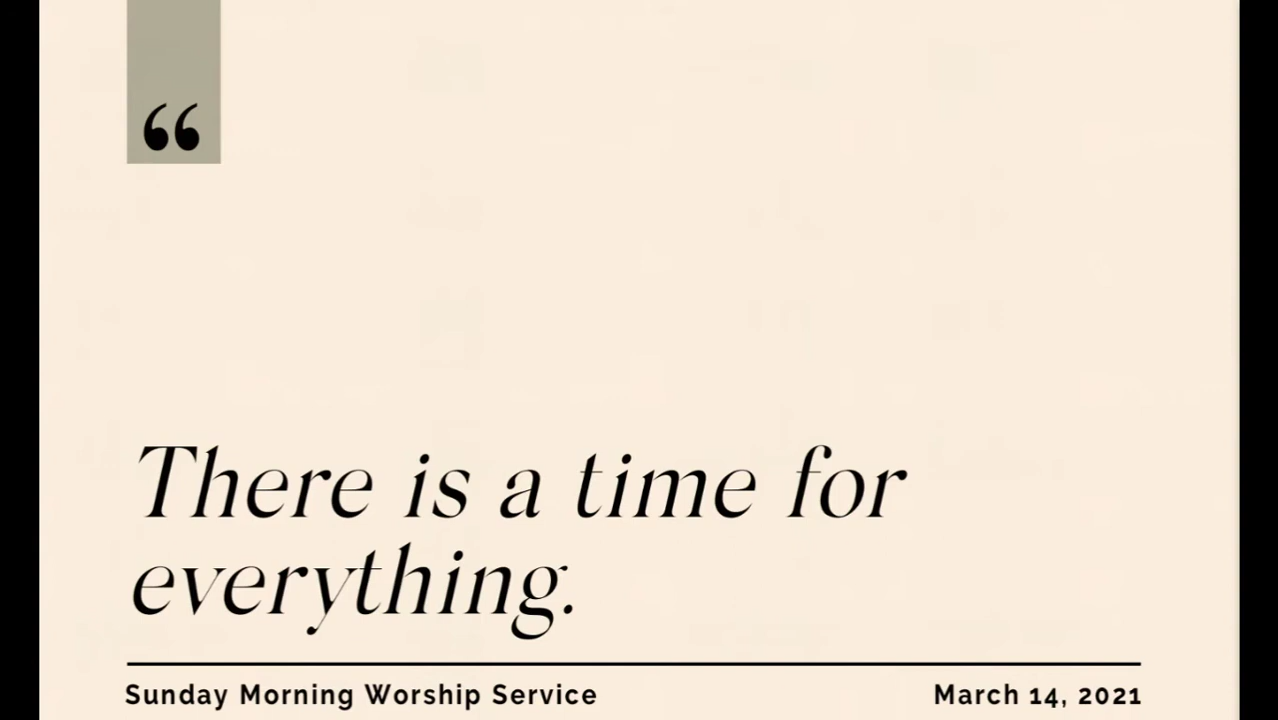 “
There is a time for
everything.
Sunday Morning Worship Service
March 14, 2021